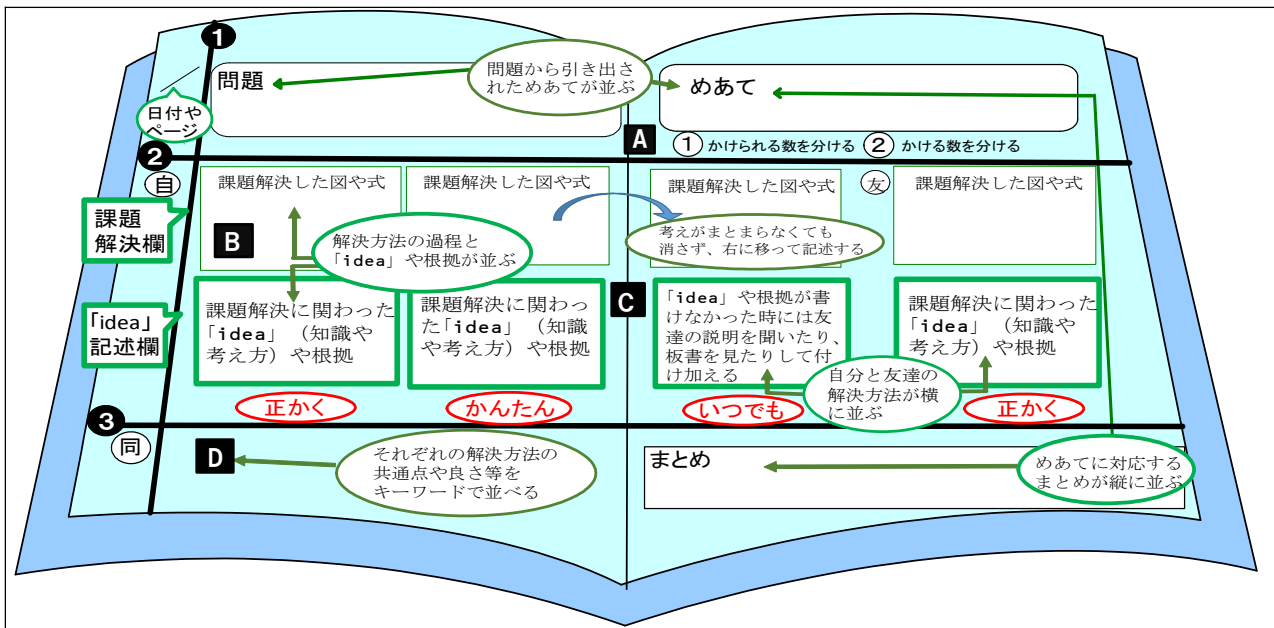 1
問題
問題から引き出さ
れためあてが並ぶ
めあて
日付や
ページ
A
① かけられる数を分ける ② かける数を分ける
2
自
課題解決した図や式
課題解決した図や式
課題解決した図や式
友
課題解決した図や式
課題
解決欄
B
解決方法の過程と
「idea」や根拠が並ぶ
考えがまとまらなくても
消さず、右に移って記述する
C
「idea」
記述欄
課題解決に関わった
「idea」（知識や
考え方）や根拠
課題解決に関わっ
た「idea」（知識
や考え方）や根拠
「idea」や根拠が書
けなかった時には友
達の説明を聞いたり、
板書を見たりして付
け加える
課題解決に関わった
「idea」（知識や
考え方）や根拠
自分と友達の
解決方法が横
に並ぶ
正かく
かんたん
いつでも
正かく
3
同
D
それぞれの解決方法の
共通点や良さ等を
キーワードで並べる
まとめ
めあてに対応する
まとめが縦に並ぶ